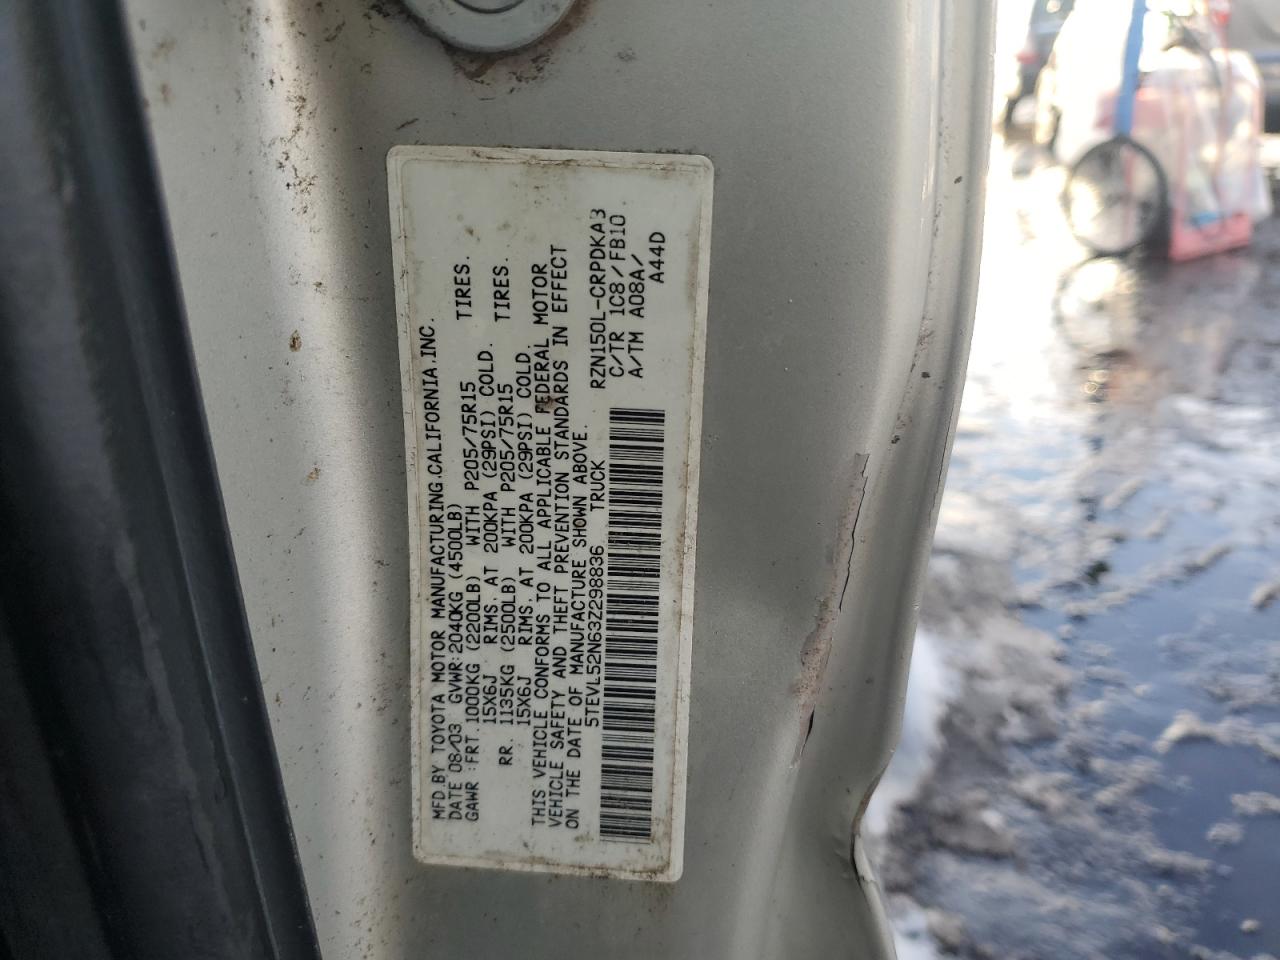 MFD.BY TOYOTA MOTOR MANUFACTURING.CALIFORNIA.INC.
DATE 08/03 GVWR:2040KG (4500LB)
GAWR :FRT.1000KG (2200LB) WITH P205/75R15 TIRES.
15X6J RIMS.AT 200KPA (29PSI) COLD.
RR. 1135KG (2500LB) WITH P205/75R15 TIRES.
15X6J RIMS.AT 200KPA (29PSI) COLD.
THIS VEHICLE CONFORMS TO ALL APPLICABLE FEDERAL MOTOR
VEHICLE SAFETY AND THEFT PREVENTION STANDARDS IN EFFECT
ON THE DATE OF MANUFACTURE SHOWN ABOVE.
5TEVL52N63Z298836 TRUCK
RZN150L-CRPDKA3
C/TR 1C8/FB10
A/TM A08A/
A44D